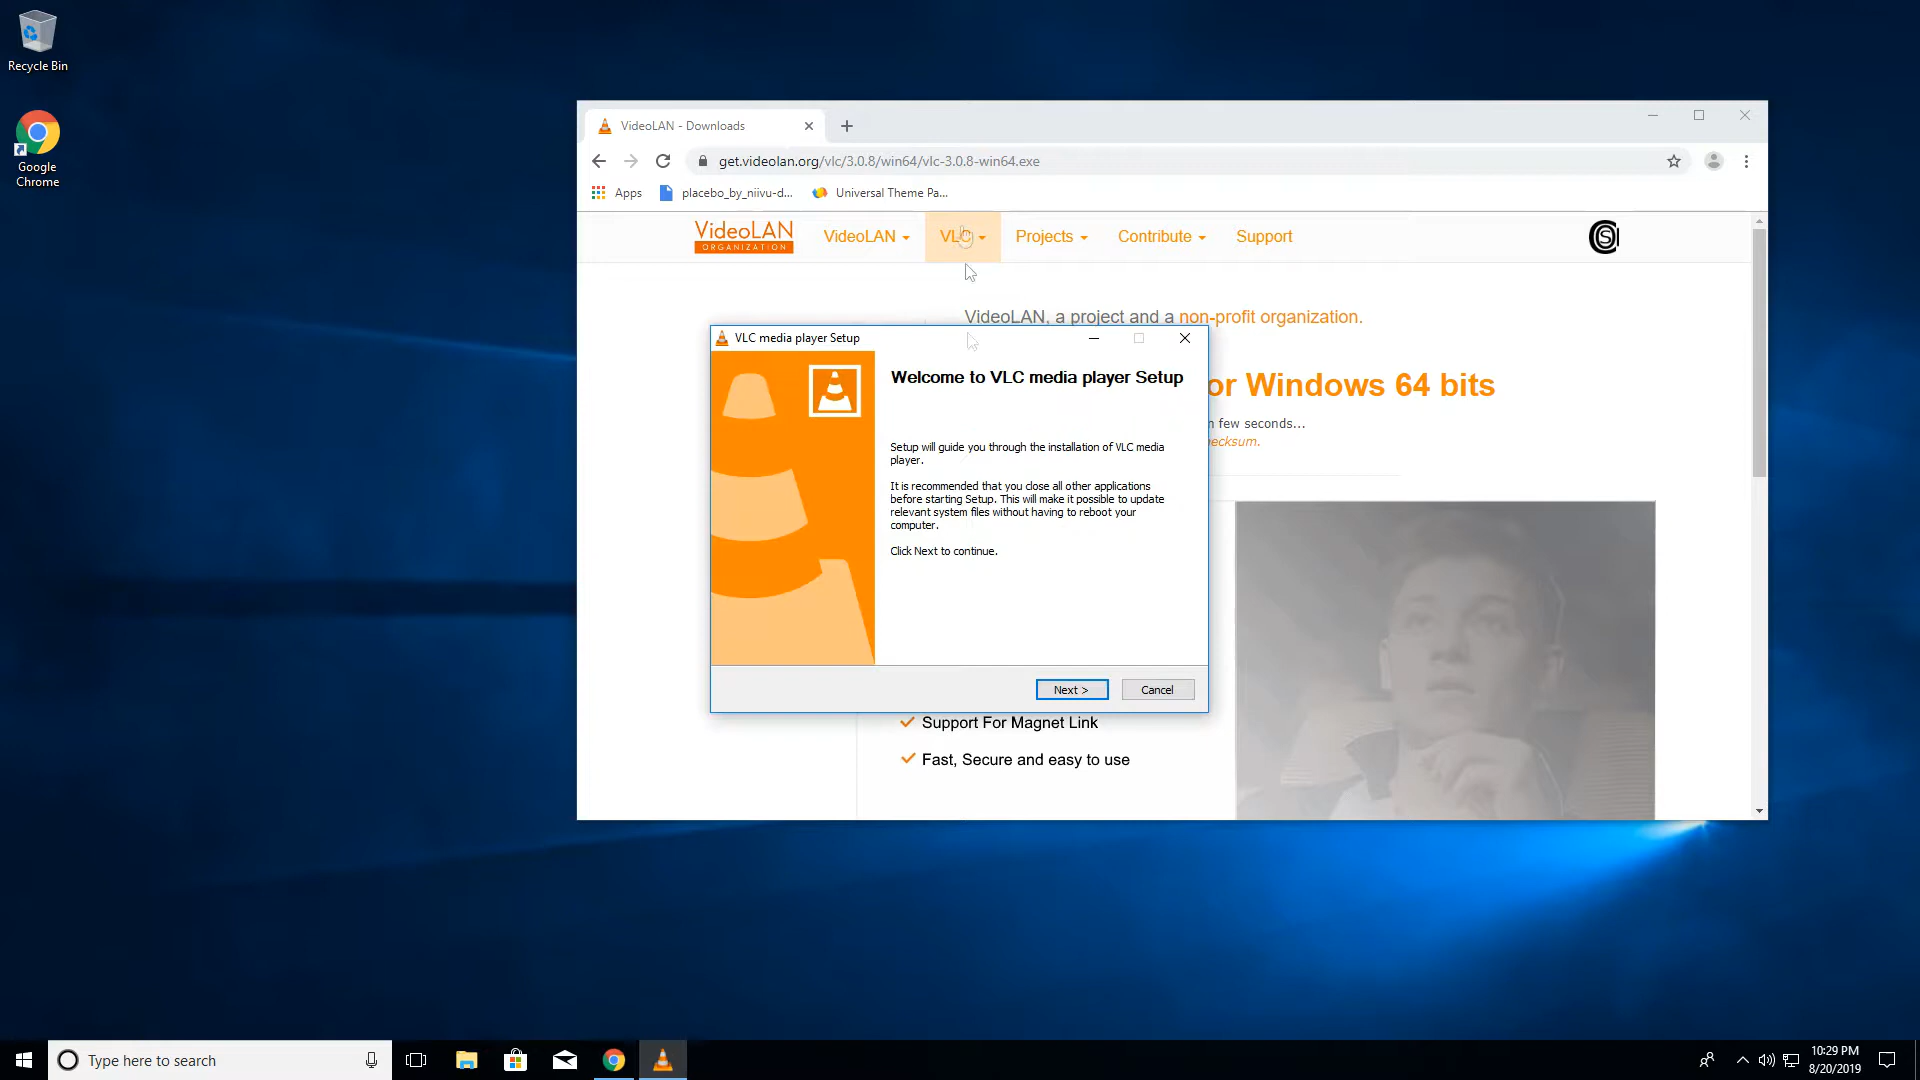 Recycle Bin
Google
Chrome
VideoLAN - Downloads
get.videolan.org/vlc/3.0.8/win64/vlc-3.0.8-win64.exe
Apps
placebo_by_niivu-d...
Universal Theme Pa...
VideoLAN
ORGANIZATION
VideoLAN
VLC
Projects
Contribute
Support
VideoLAN, a project and a non-profit organization.
VLC media player Setup
Welcome to VLC media player Setup
or Windows 64 bits
n few seconds...
ecksum.
Setup will guide you through the installation of VLC media
player.
It is recommended that you close all other applications
before starting Setup. This will make it possible to update
relevant system files without having to reboot your
computer.
Click Next to continue.
Next >
Cancel
Support For Magnet Link
Fast, Secure and easy to use
Type here to search
10:29 PM
8/20/2019